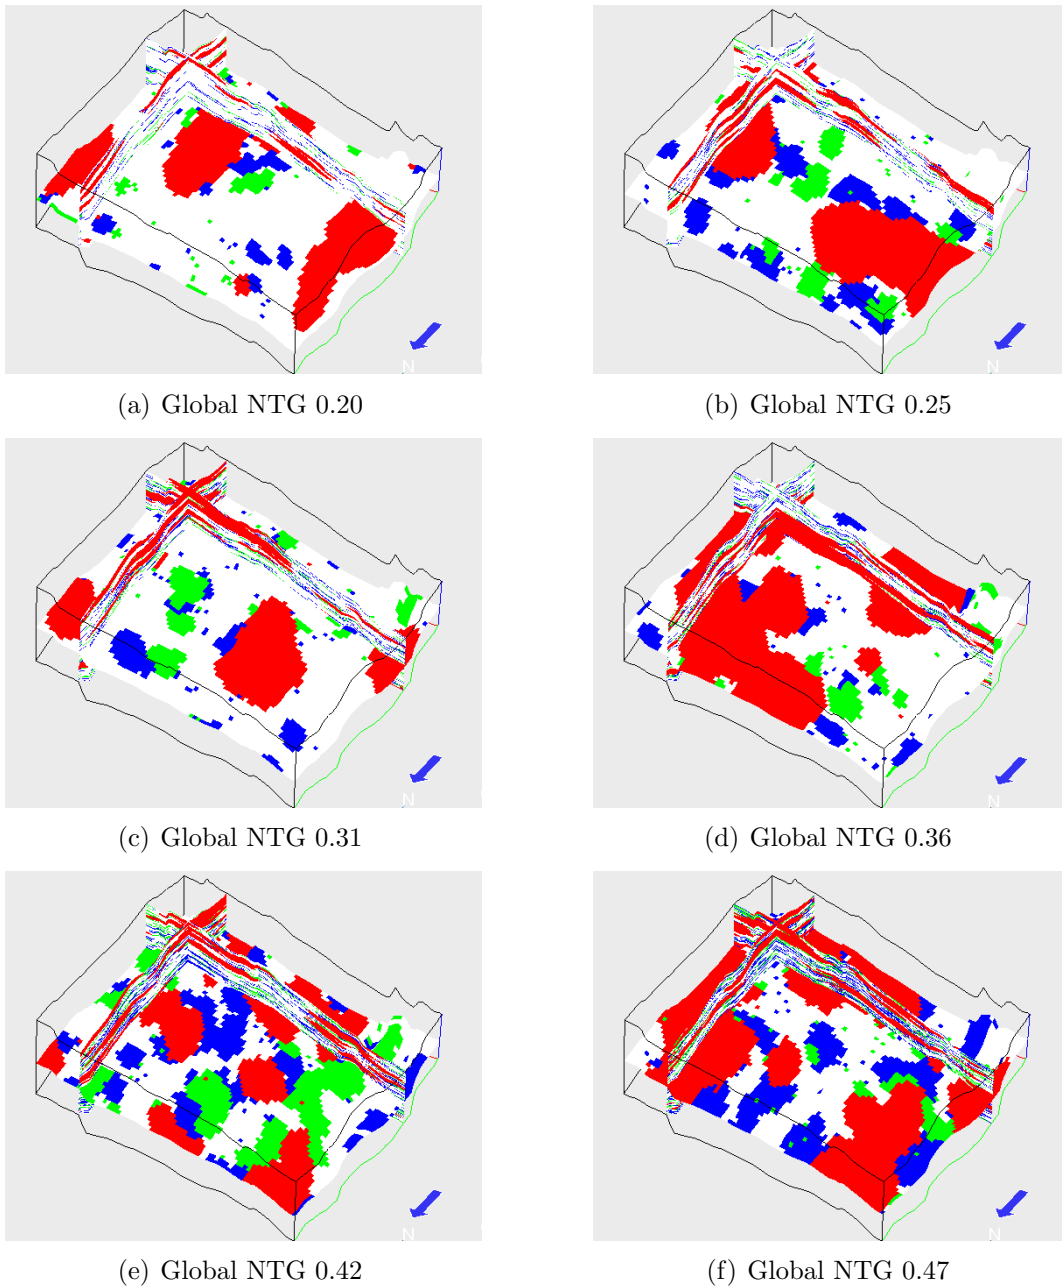 N N
(a) Global NTG 0.20 (b) Global NTG 0.25
N N
(c) Global NTG 0.31 (d) Global NTG 0.36
N N
(e) Global NTG 0.42 (f) Global NTG 0.47